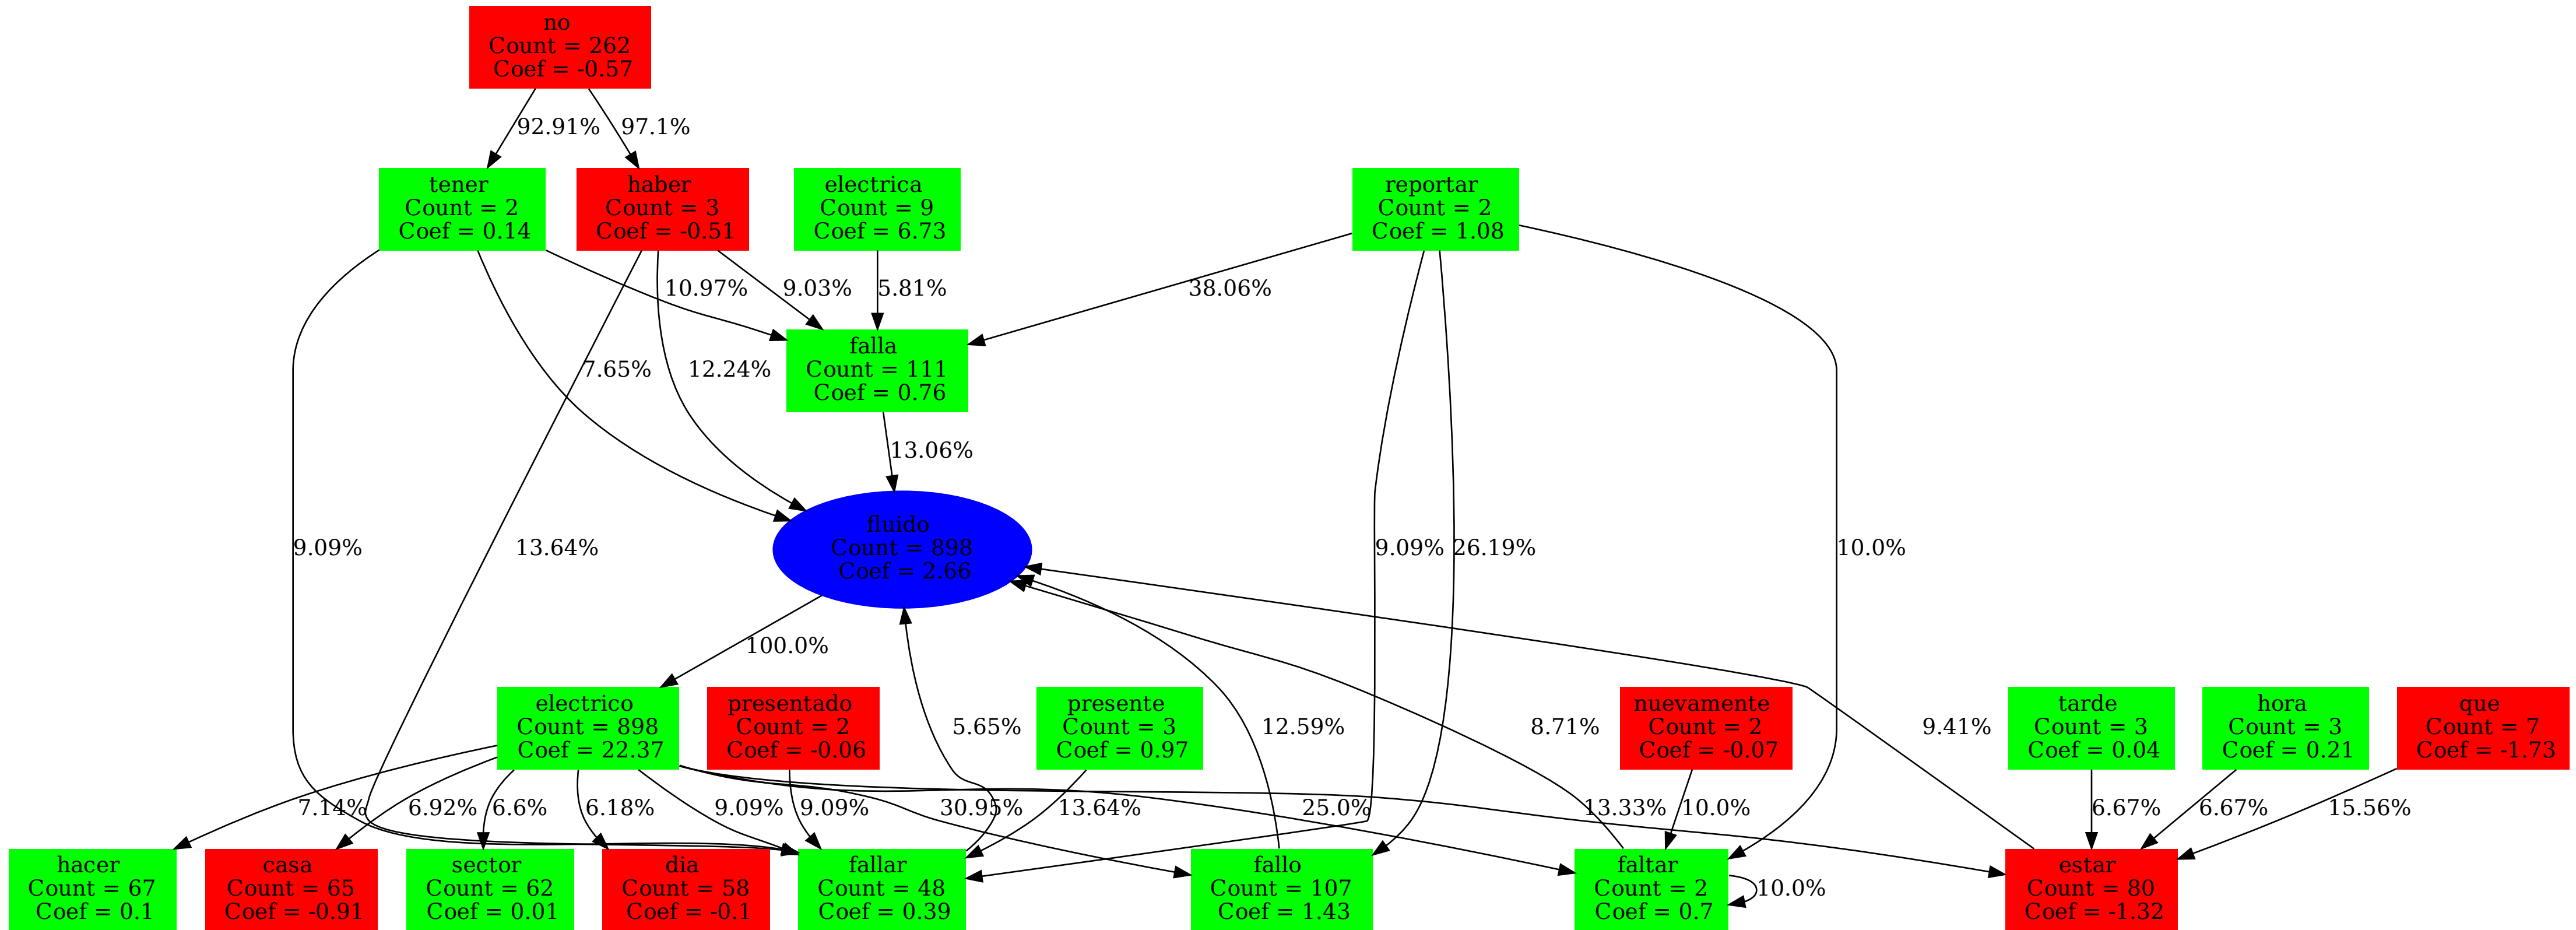 no
Count = 262
Coef = -0.57
92.91%
97.1%
tener
Count = 2
Coef = 0.14
haber
Count = 3
Coef = -0.51
electrica
Count = 9
Coef = 6.73
reportar
Count = 2
Coef = 1.08
10.97%
9.03%
5.81%
38.06%
falla
Count = 111
Coef = 0.76
7.65%
12.24%
13.06%
fluido
Count = 898
Coef = 2.66
9.09%
13.64%
9.09%
26.19%
10.0%
100.0%
electrico
Count = 898
Coef = 22.37
presentado
Count = 2
Coef = -0.06
5.65%
presente
Count = 3
Coef = 0.97
12.59%
8.71%
nuevamente
Count = 2
Coef = -0.07
9.41%
tarde
Count = 3
Coef = 0.04
hora
Count = 3
Coef = 0.21
que
Count = 7
Coef = -1.73
7.14%
6.92%
6.6%
6.18%
9.09%
9.09%
30.95%
13.64%
25.0%
13.33%
10.0%
6.67%
6.67%
15.56%
hacer
Count = 67
Coef = 0.1
casa
Count = 65
Coef = -0.91
sector
Count = 62
Coef = 0.01
dia
Count = 58
Coef = -0.1
fallar
Count = 48
Coef = 0.39
fallo
Count = 107
Coef = 1.43
faltar
Count = 2
Coef = 0.7
10.0%
estar
Count = 80
Coef = -1.32